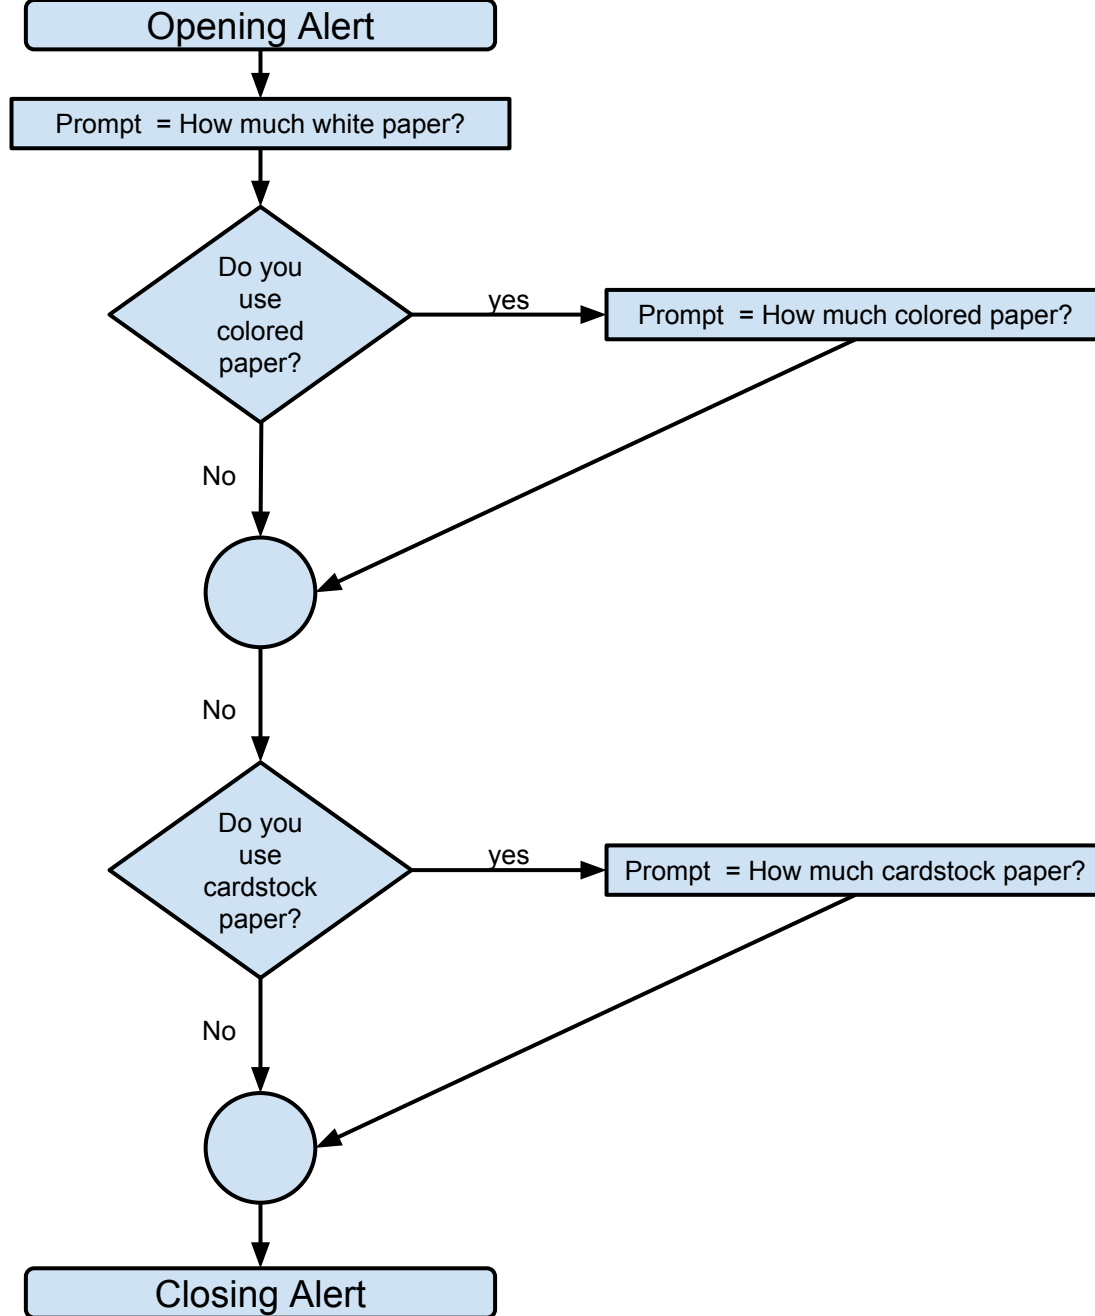 Opening Alert
Prompt  = How much white paper?
Do you
use
colored
paper?
yes
Prompt  = How much colored paper?
No
No
Do you
use
cardstock
paper?
yes
Prompt  = How much cardstock paper?
No
Closing Alert